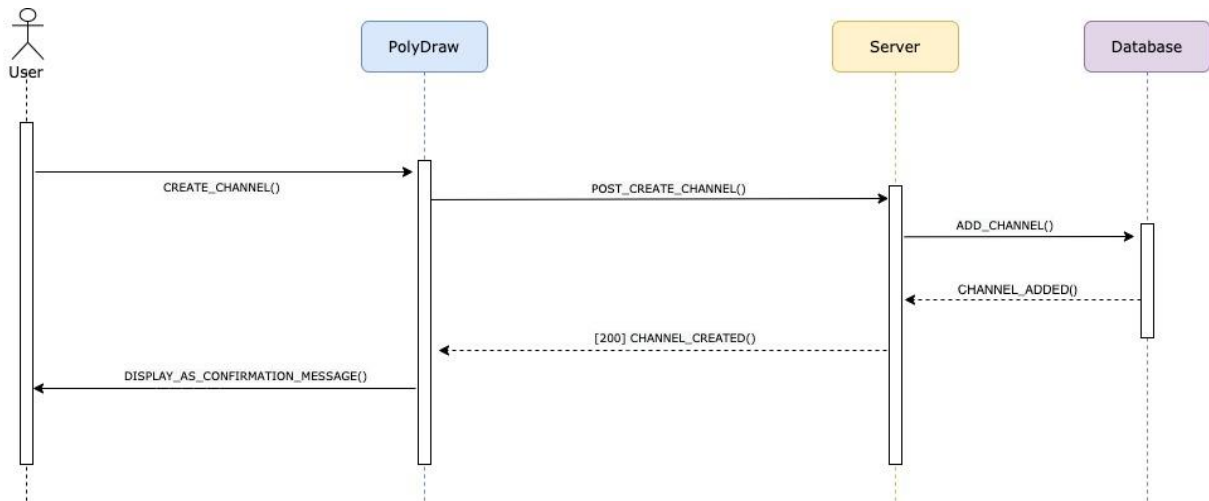 PolyDraw
Server
Database
User
CREATE_CHANNEL()
POST_CREATE_CHANNEL()
ADD_CHANNEL()
CHANNEL_ADDED()
[200] CHANNEL_CREATED()
DISPLAY_AS_CONFIRMATION_MESSAGE()